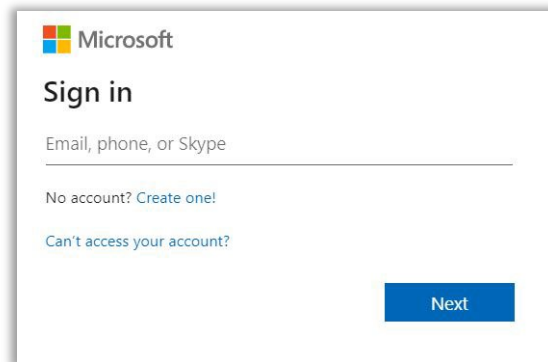 Microsoft
Sign in
Email, phone, or Skype
No account? Create one!
Can't access your account?
Next